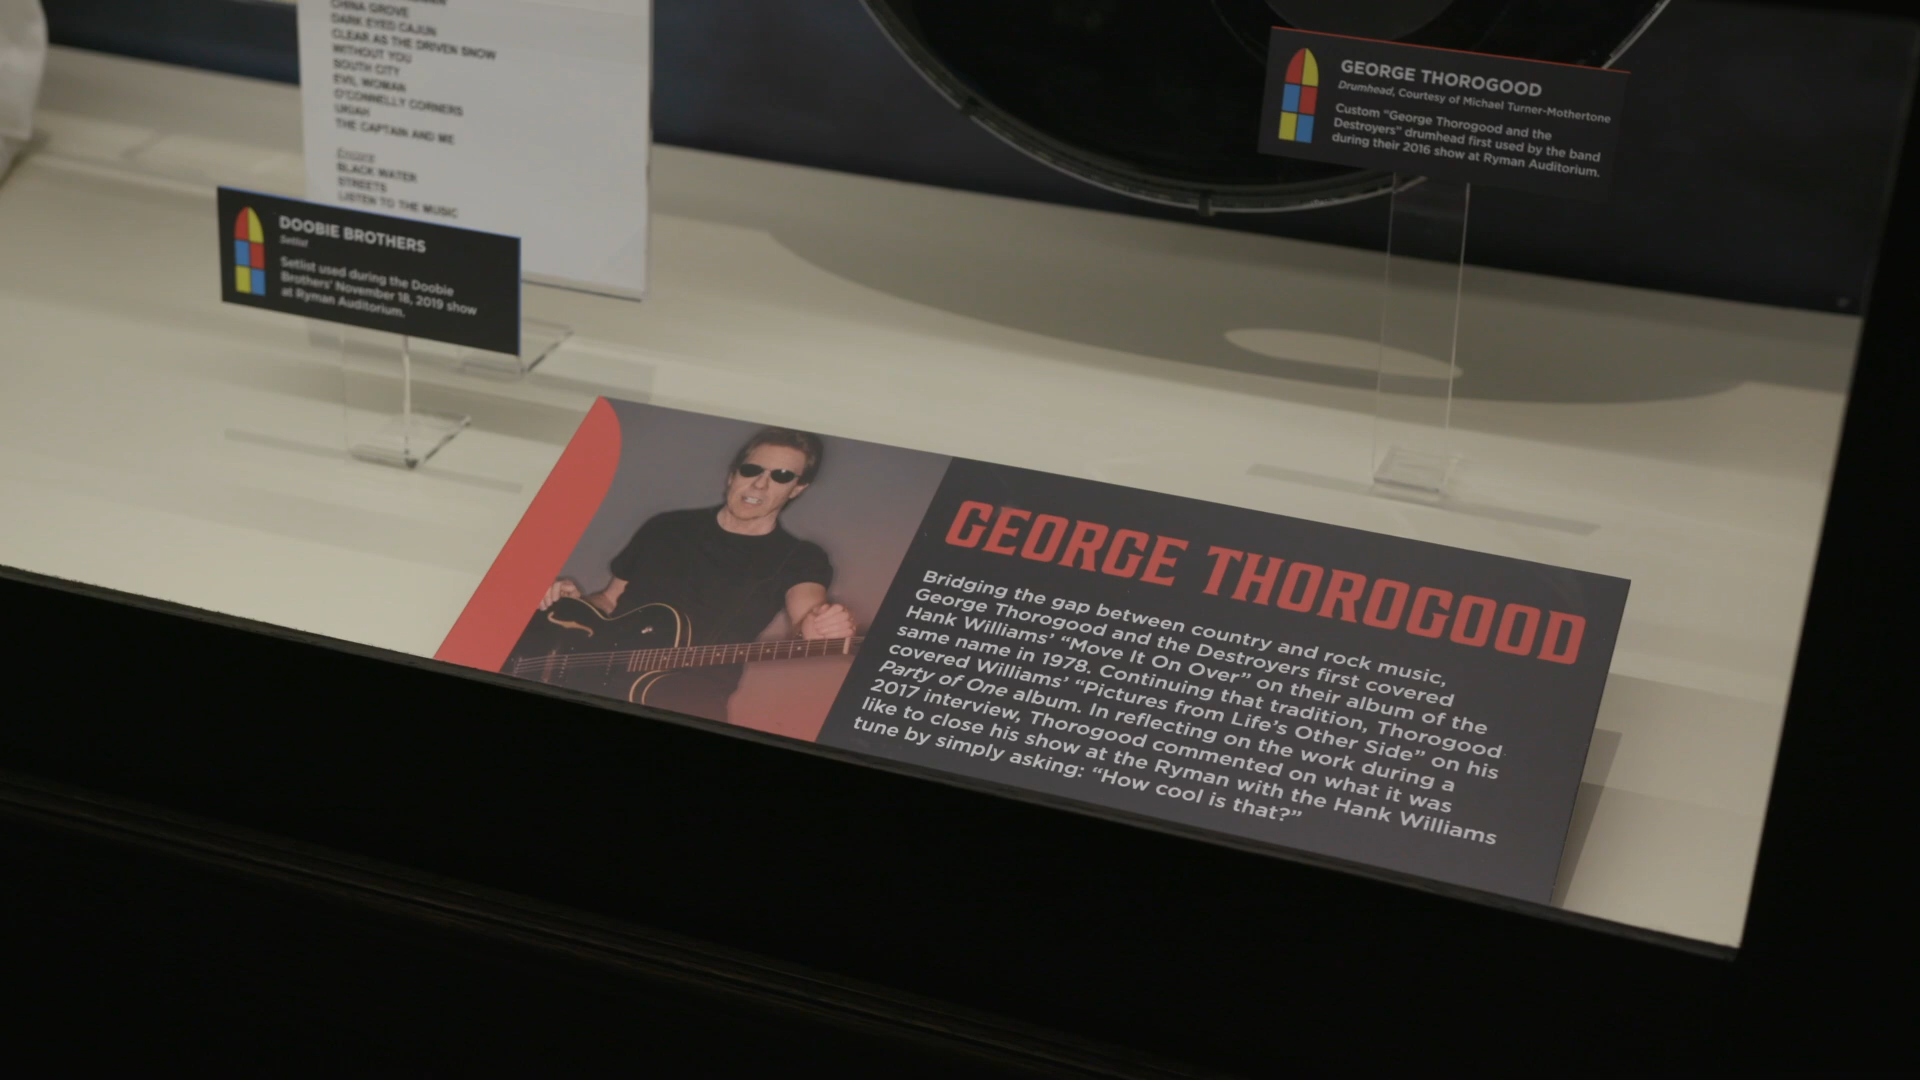 CHINA GROVE
DARK EYED CAJUN
CLEAR AS THE DRIVEN SNOW
WITHOUT YOU
SOUTH CITY
EVIL WOMAN
O'CONNELLY CORNERS
UKIAH
THE CAPTAIN AND ME
Encore
BLACK WATER
STREETS
LISTEN TO THE MUSIC
DOOBIE BROTHERS
Setlist
Setlist used during the Doobie
Brothers' November 18, 2019 show
at Ryman Auditorium.
GEORGE THOROGOOD
Drumhead, Courtesy of Michael Turner-Mothertone
Custom "George Thorogood and the
Destroyers" drumhead first used by the band
during their 2016 show at Ryman Auditorium.
GEORGE THOROGOOD
Bridging the gap between country and rock music,
George Thorogood and the Destroyers first covered
Hank Williams' "Move It On Over" on their album of the
same name in 1978. Continuing that tradition, Thorogood
covered Williams' "Pictures from Life's Other Side" on his
Party of One album. In reflecting on the work during a
2017 interview, Thorogood commented on what it was
like to close his show at the Ryman with the Hank Williams
tune by simply asking: "How cool is that?"